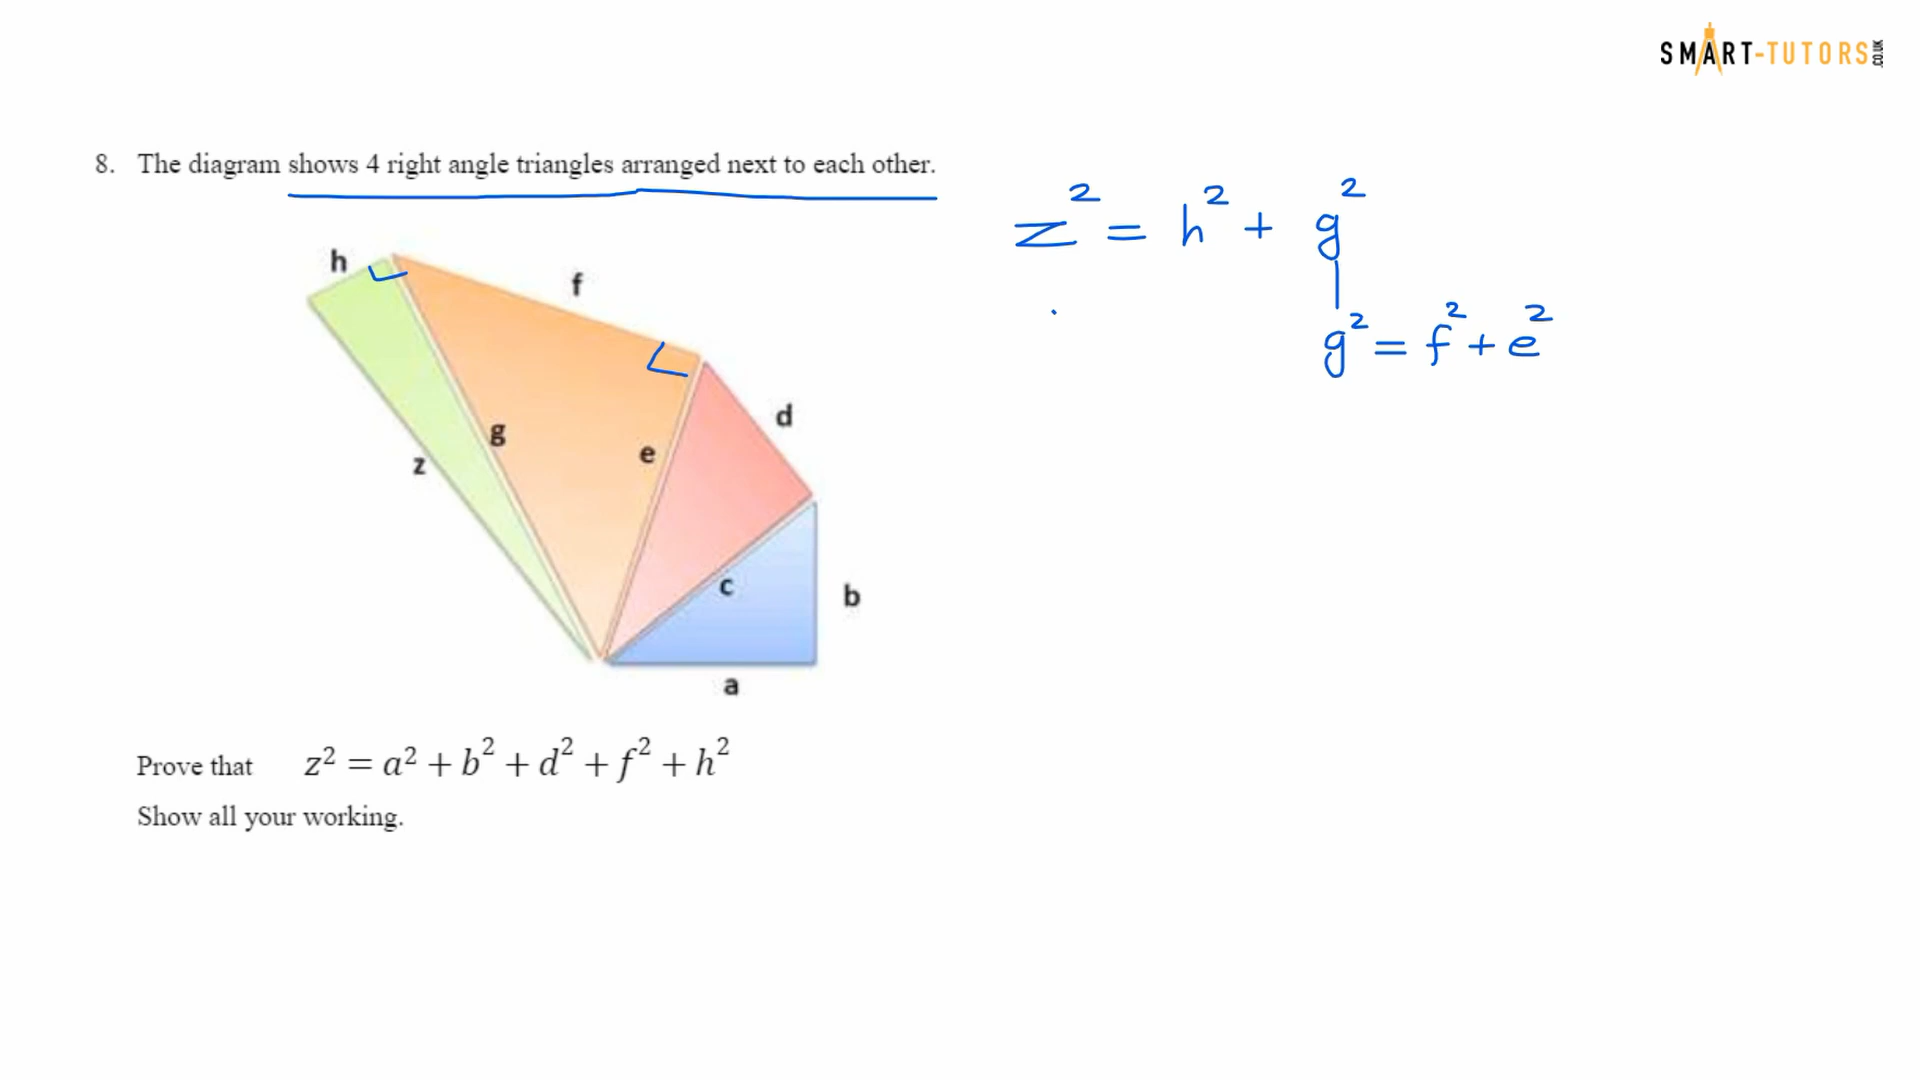 SMART-TUTORS.CO.UK
8. The diagram shows 4 right angle triangles arranged next to each other.
z² = h² + g²
g² = f² + e²
h
f
d
g
e
z
c
b
a
Prove that z² = a² + b² + d² + f² + h²
Show all your working.